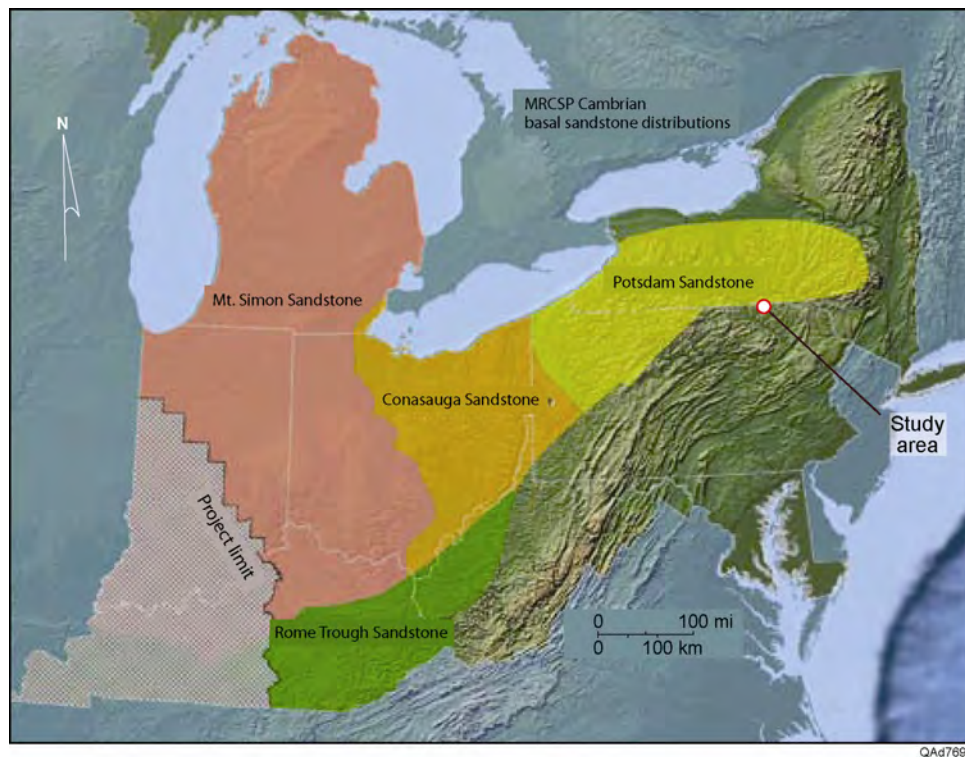 MRCSP Cambrian
basal sandstone distributions
N
Potsdam Sandstone
Mt. Simon Sandstone
Conasauga Sandstone
Study
area
Project limit
Rome Trough Sandstone
0 100 mi
0 100 km
QAd769